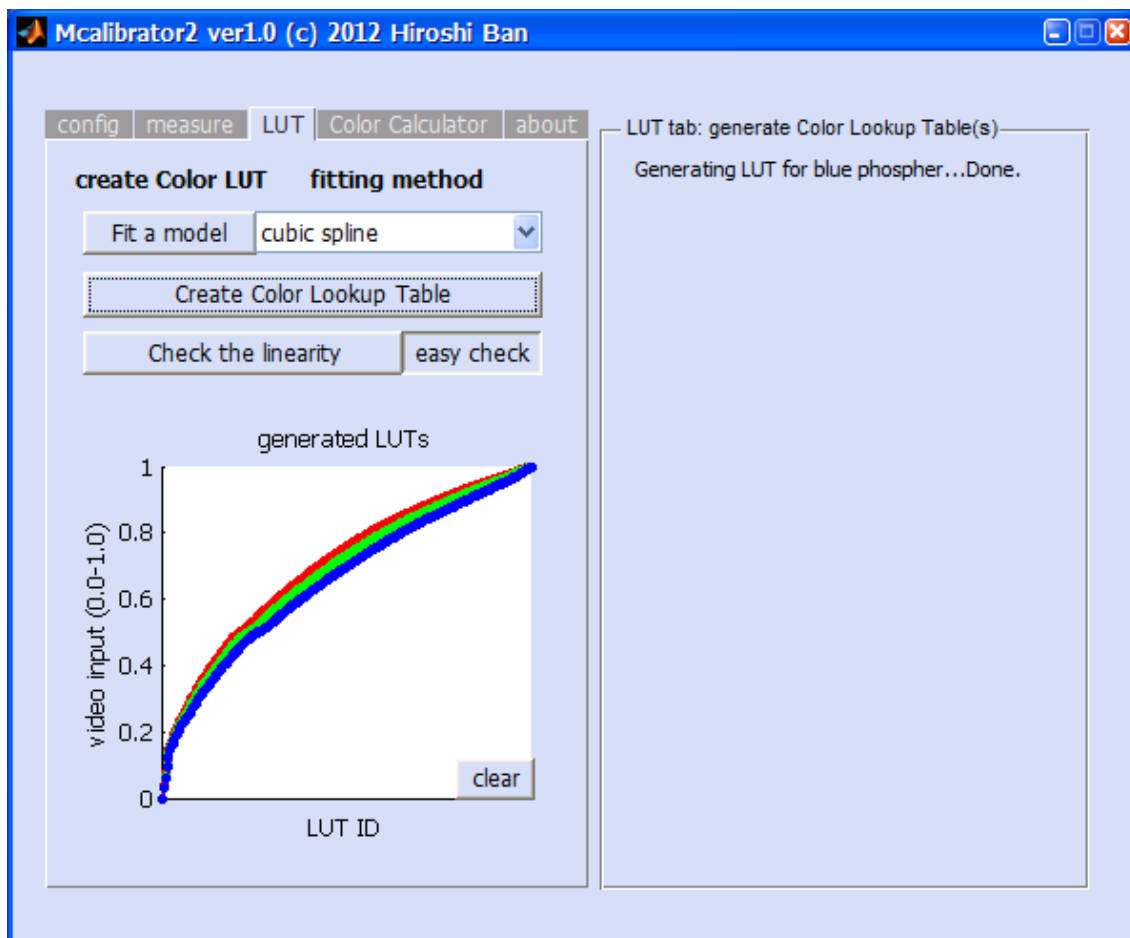 Mcalibrator2 ver1.0 (c) 2012 Hiroshi Ban
config measure LUT Color Calculator about
create Color LUT fitting method
Fit a model cubic spline
Create Color Lookup Table
Check the linearity easy check
generated LUTs
video input (0.0-1.0)
1
0.8
0.6
0.4
0.2
0
clear
LUT ID
LUT tab: generate Color Lookup Table(s)
Generating LUT for blue phospher...Done.